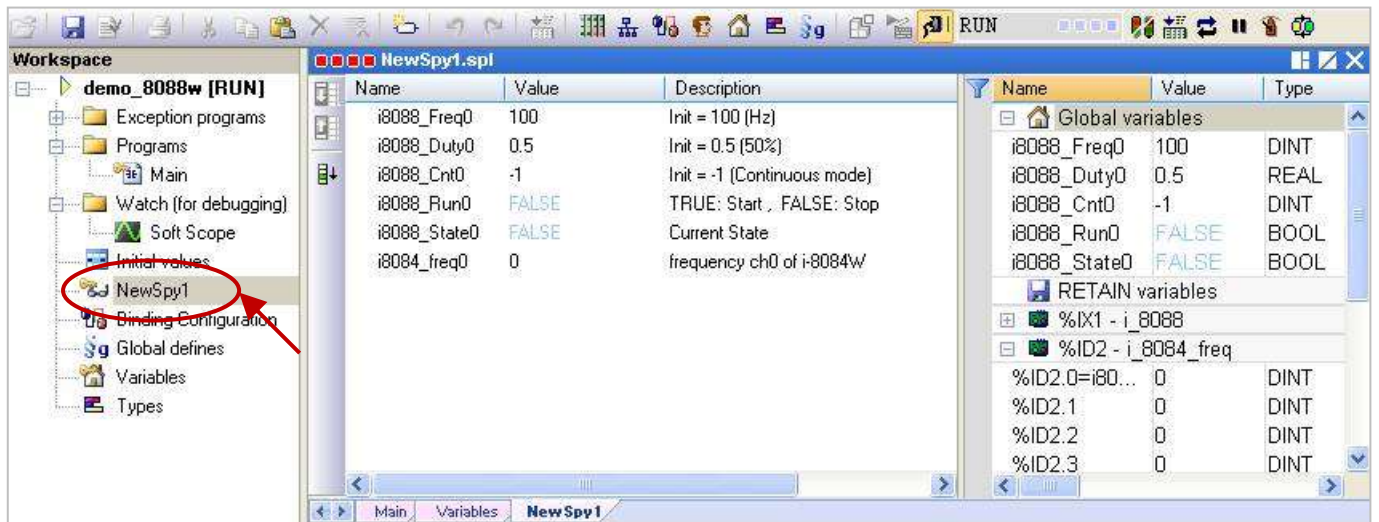 RUN
Workspace
demo_8088w [RUN]
Exception programs
Programs
Main
Watch (for debugging)
Soft Scope
Initial values
NewSpy1
Binding Configuration
Global defines
Variables
Types
NewSpy1.spl
Name Value Description
i8088_Freq0 100 Init = 100 (Hz)
i8088_Duty0 0.5 Init = 0.5 (50%)
i8088_Cnt0 -1 Init = -1 (Continuous mode)
i8088_Run0 FALSE TRUE: Start , FALSE: Stop
i8088_State0 FALSE Current State
i8084_freq0 0 frequency ch0 of i-8084W
Main Variables NewSpy1
Name Value Type
Global variables
i8088_Freq0 100 DINT
i8088_Duty0 0.5 REAL
i8088_Cnt0 -1 DINT
i8088_Run0 FALSE BOOL
i8088_State0 FALSE BOOL
RETAIN variables
%IX1 - i_8088
%ID2 - i_8084_freq
%ID2.0=i80... 0 DINT
%ID2.1 0 DINT
%ID2.2 0 DINT
%ID2.3 0 DINT